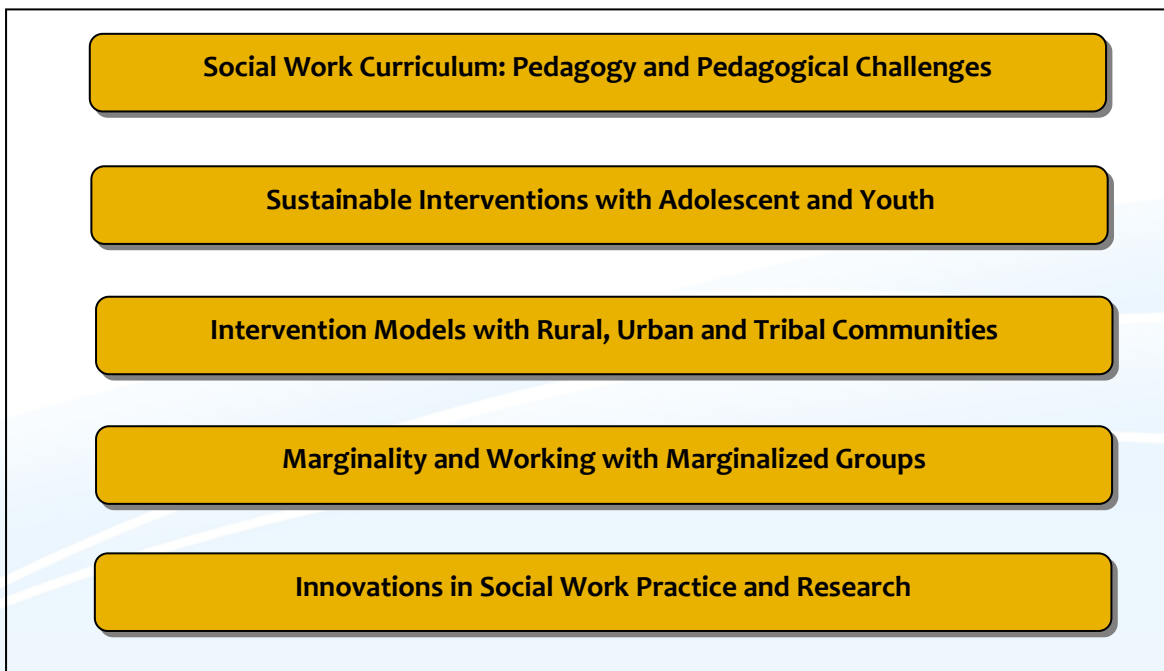 Social Work Curriculum: Pedagogy and Pedagogical Challenges
Sustainable Interventions with Adolescent and Youth
Intervention Models with Rural, Urban and Tribal Communities
Marginality and Working with Marginalized Groups
Innovations in Social Work Practice and Research